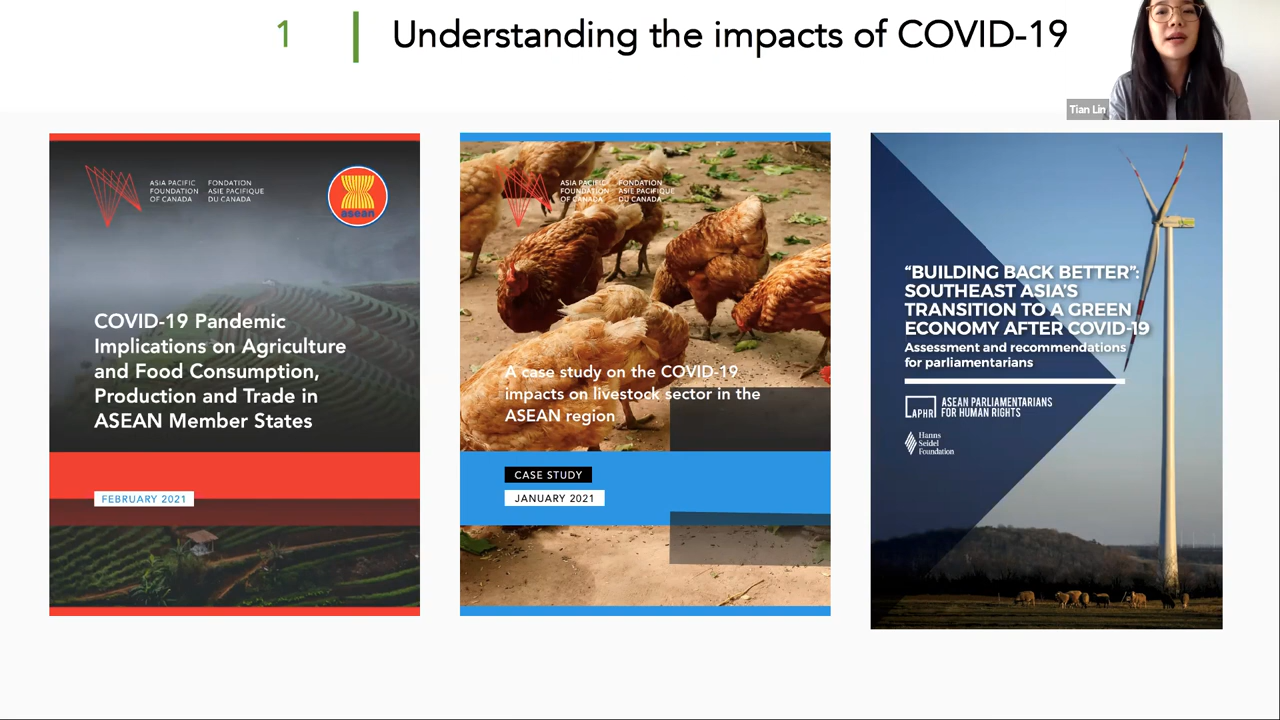 1
Understanding the impacts of COVID-19
Tian Lin
ASIA PACIFIC
FOUNDATION
OF CANADA
FONDATION
ASIE PACIFIQUE
DU CANADA
asean
COVID-19 Pandemic
Implications on Agriculture
and Food Consumption,
Production and Trade in
ASEAN Member States
FEBRUARY 2021
ASIA PACIFIC
FOUNDATION
OF CANADA
FONDATION
ASIE PACIFIQUE
DU CANADA
A case study on the COVID-19
impacts on livestock sector in the
ASEAN region
CASE STUDY
JANUARY 2021
“BUILDING BACK BETTER”:
SOUTHEAST ASIA’S
TRANSITION TO A GREEN
ECONOMY AFTER COVID-19
Assessment and recommendations
for parliamentarians
APHR
ASEAN PARLIAMENTARIANS
FOR HUMAN RIGHTS
Hanns
Seidel
Foundation